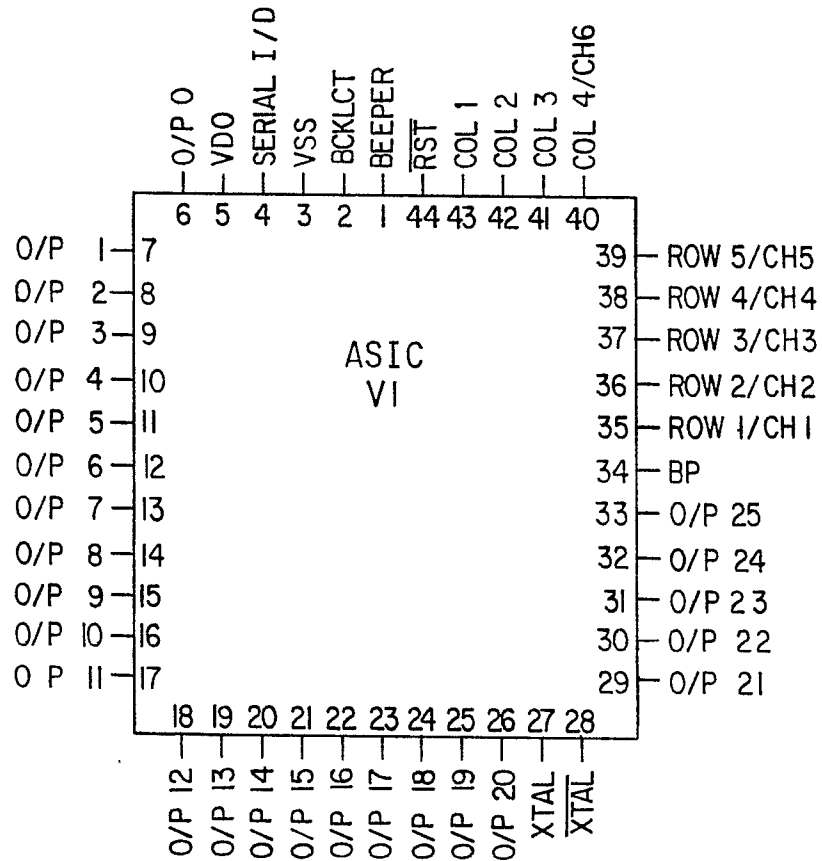 O/P 0
VDO
SERIAL I/D
VSS
BCKLCT
BEEPER
RST
COL 1
COL 2
COL 3
COL 4/CH6
6 5 4 3 2 1 44 43 42 41 40
O/P 1 7
O/P 2 8
O/P 3 9
O/P 4 10
O/P 5 11
O/P 6 12
O/P 7 13
O/P 8 14
O/P 9 15
O/P 10 16
O P 11 17
ASIC
V1
39 ROW 5/CH5
38 ROW 4/CH4
37 ROW 3/CH3
36 ROW 2/CH2
35 ROW 1/CH1
34 BP
33 O/P 25
32 O/P 24
31 O/P 23
30 O/P 22
29 O/P 21
18 19 20 21 22 23 24 25 26 27 28
O/P 12
O/P 13
O/P 14
O/P 15
O/P 16
O/P 17
O/P 18
O/P 19
O/P 20
XTAL
XTAL